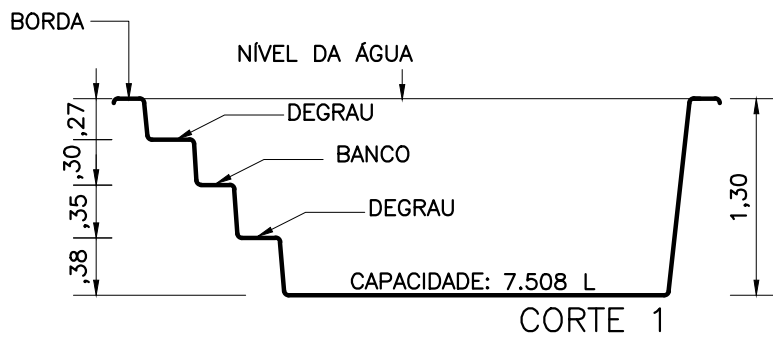 BORDA
NÍVEL DA ÁGUA
,27
DEGRAU
,30
BANCO
,35
DEGRAU
1,30
,38
CAPACIDADE: 7.508 L
CORTE 1